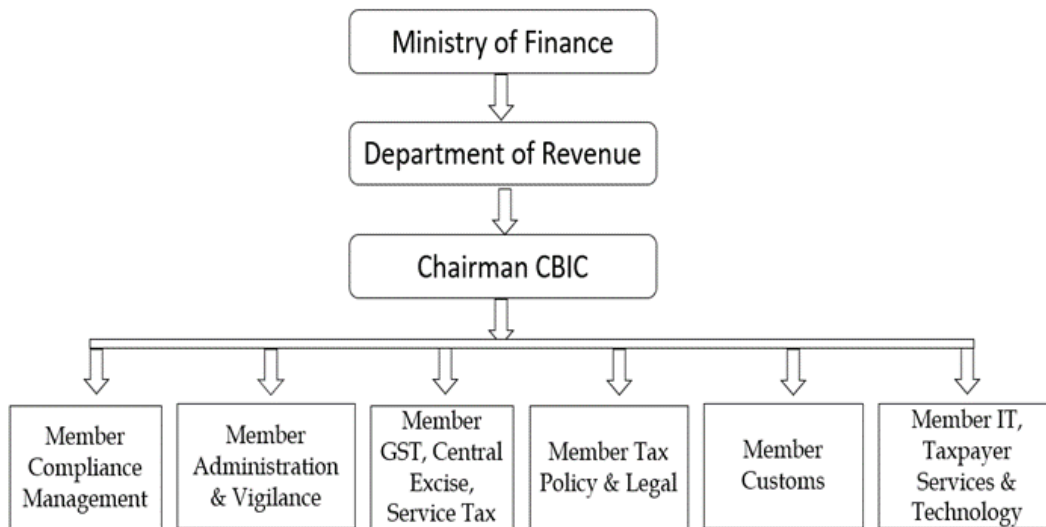 Ministry of Finance
Department of Revenue
Chairman CBIC
Member
Compliance
Management
Member
Administration
& Vigilance
Member
GST, Central
Excise,
Service Tax
Member Tax
Policy & Legal
Member
Customs
Member IT,
Taxpayer
Services &
Technology